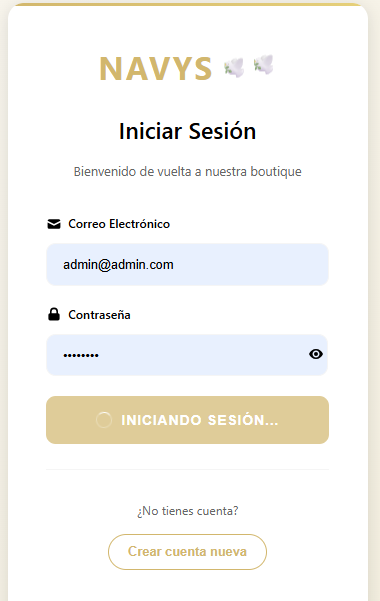 NAVYS
Iniciar Sesión
Bienvenido de vuelta a nuestra boutique
Correo Electrónico
admin@admin.com
Contraseña
••••••••
INICIANDO SESIÓN...
¿No tienes cuenta?
Crear cuenta nueva